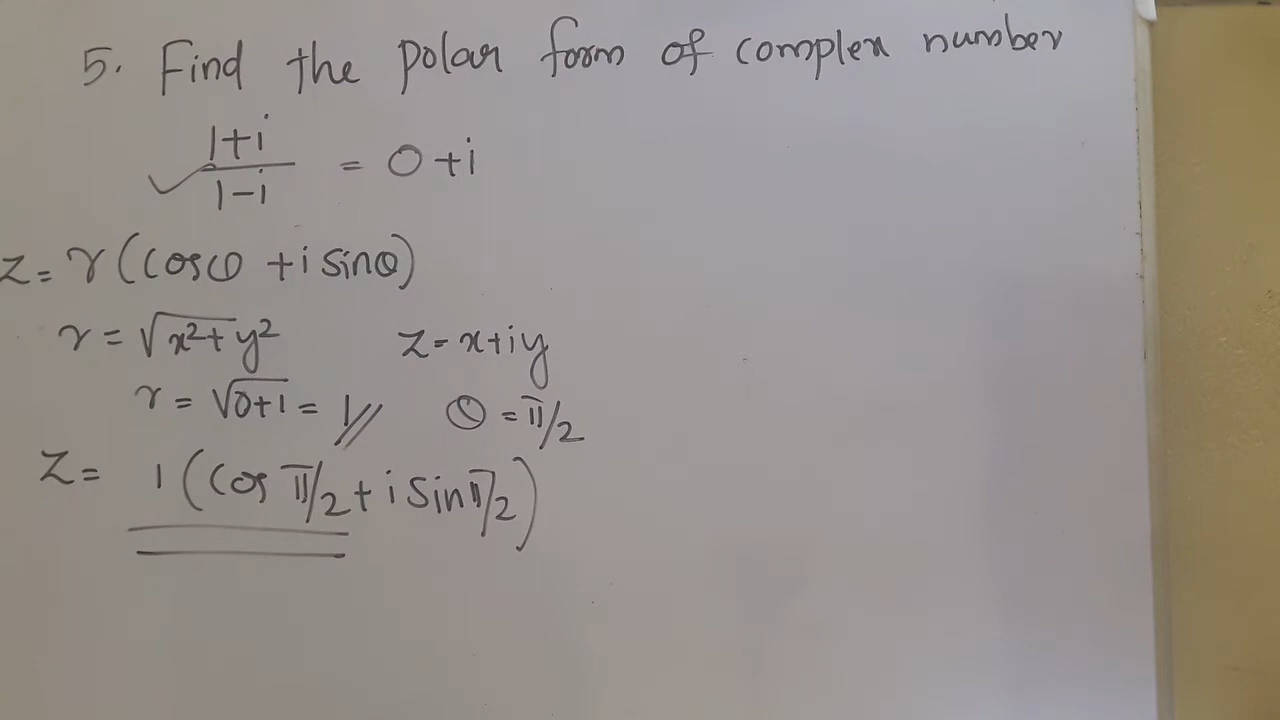 5. Find the polar form of complex number
1+i / 1-i = 0+i
z = r(cosθ + i sinθ)
r = √x²+y² z = x+iy
r = √0+1 = 1// θ = π/2
z = 1(cos π/2 + i sin π/2)